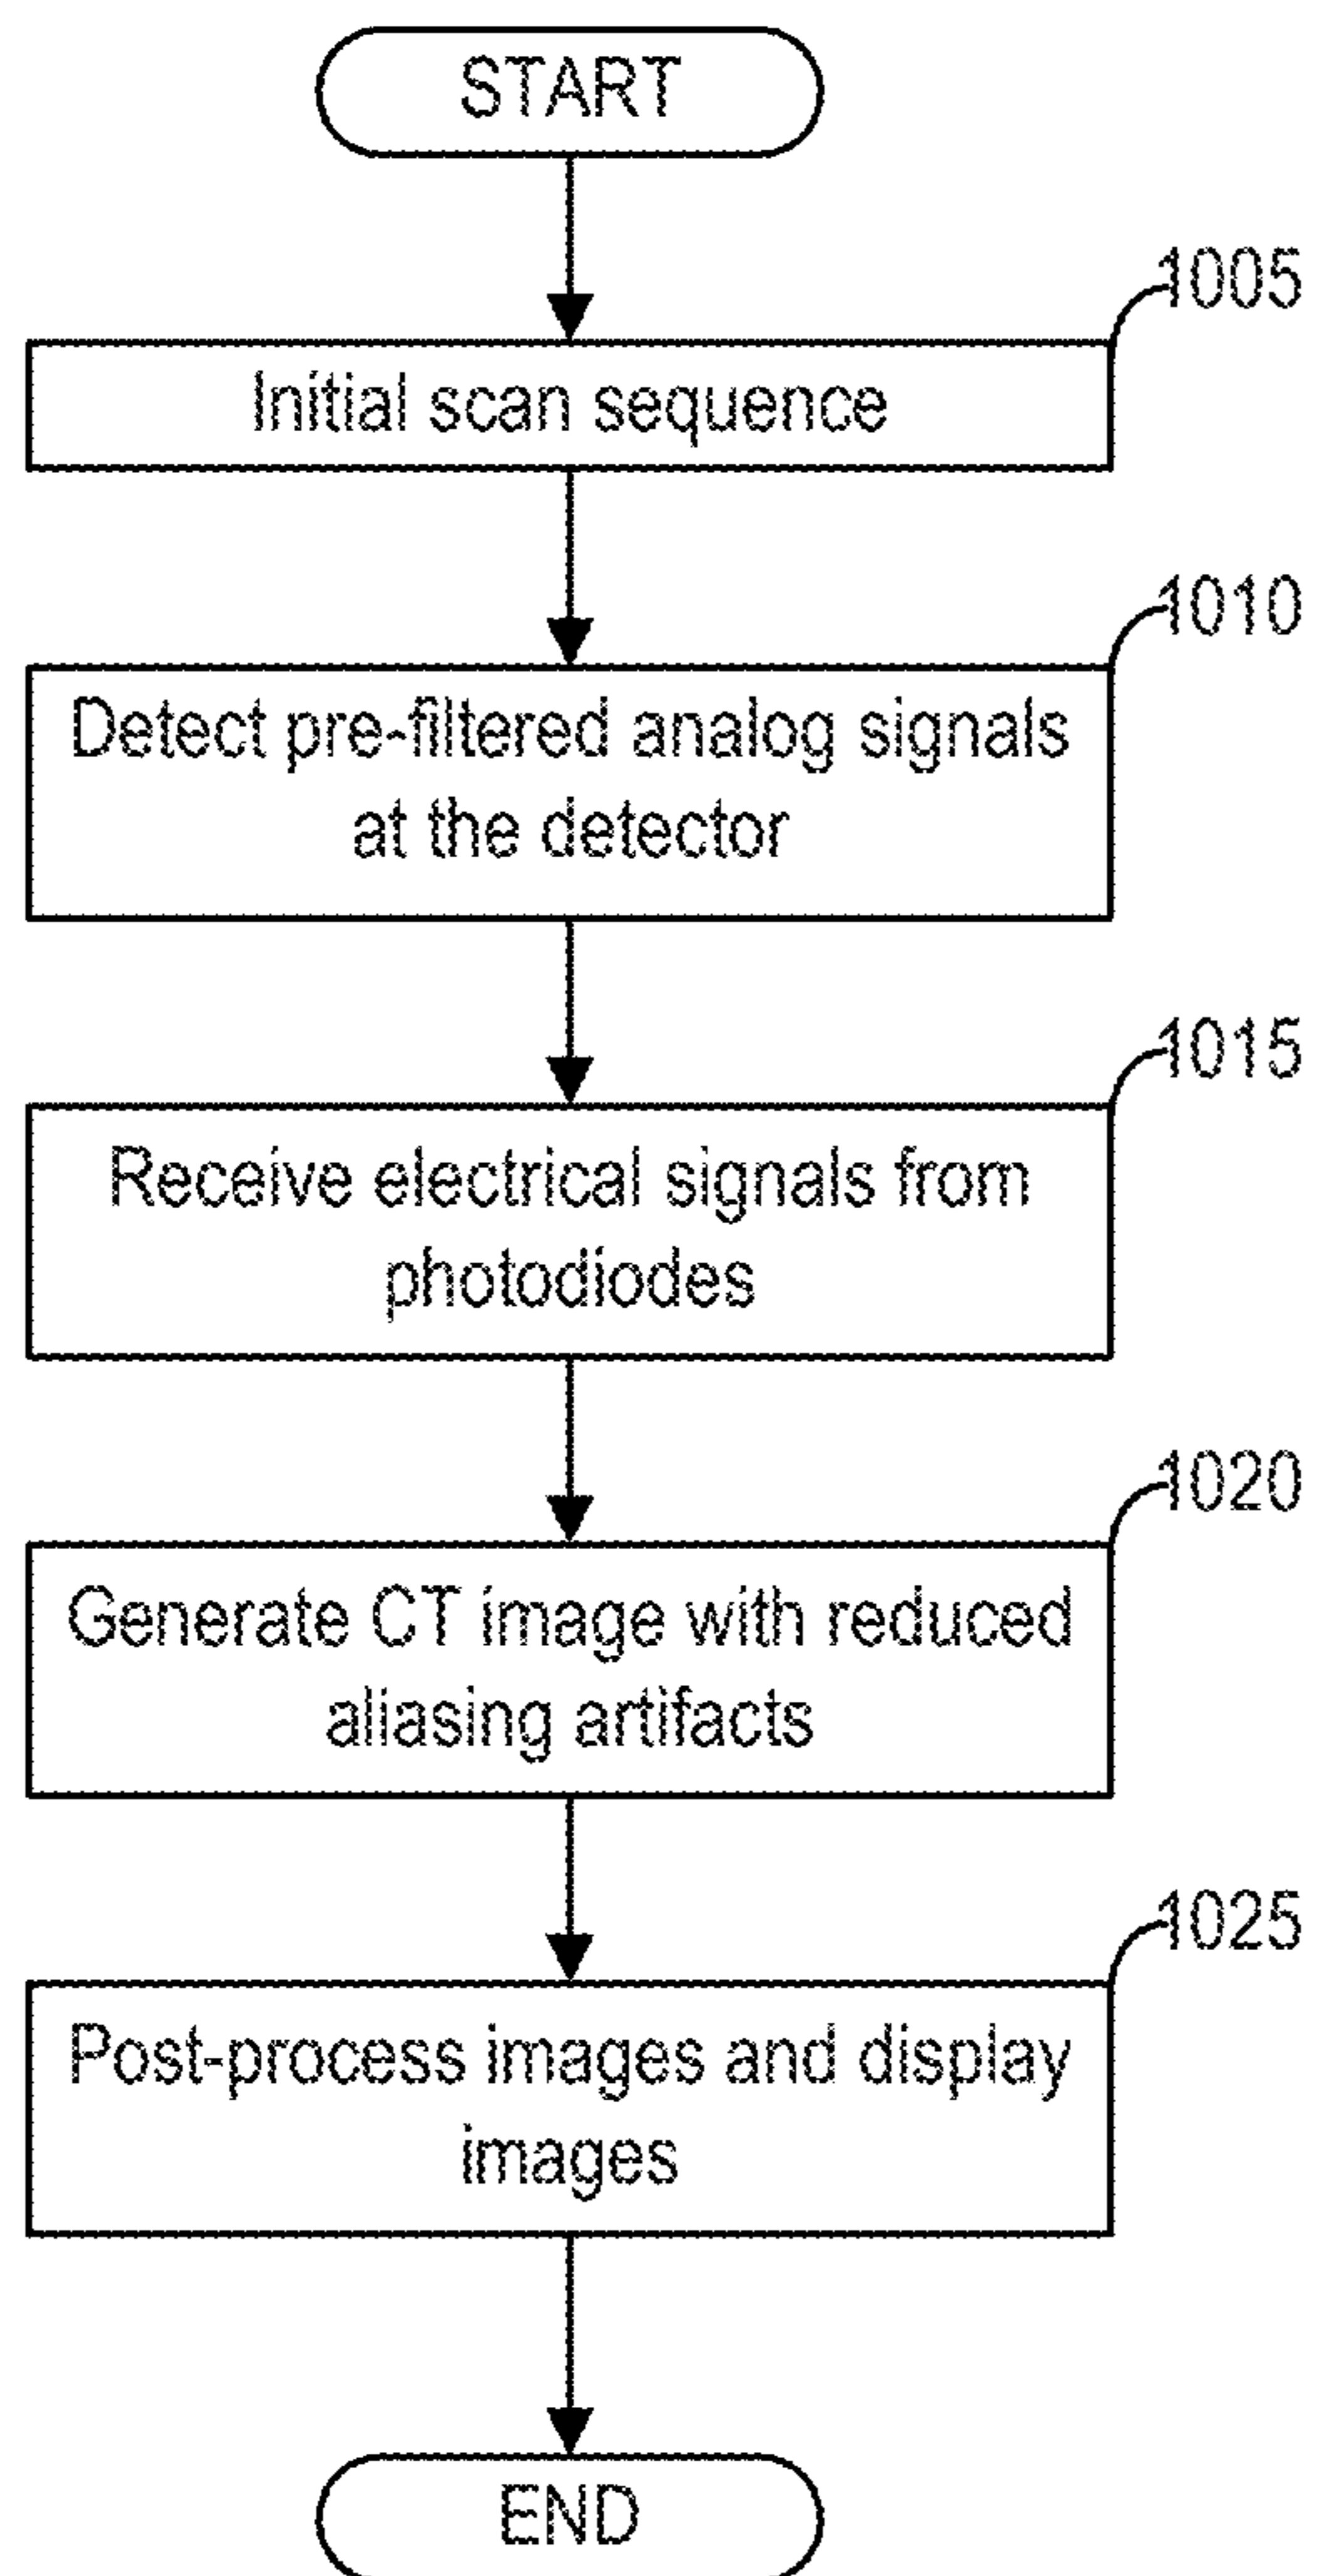 START
1005
Initial scan sequence
1010
Detect pre-filtered analog signals
at the detector
1015
Receive electrical signals from
photodiodes
1020
Generate CT image with reduced
aliasing artifacts
1025
Post-process images and display
images
END